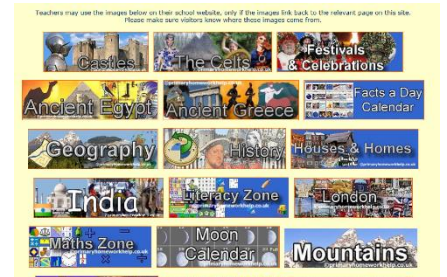 Teachers may use the images below on their school website, only if the images link back to the relevant page on this site.
Please make sure visitors know where these images come from.
Castles
The Celts
Festivals
& Celebrations
Ancient Egypt
Ancient Greece
Facts a Day
Calendar
Geography
History
Houses & Homes
India
Literacy Zone
London
Maths Zone
Moon
Calendar
Mountains